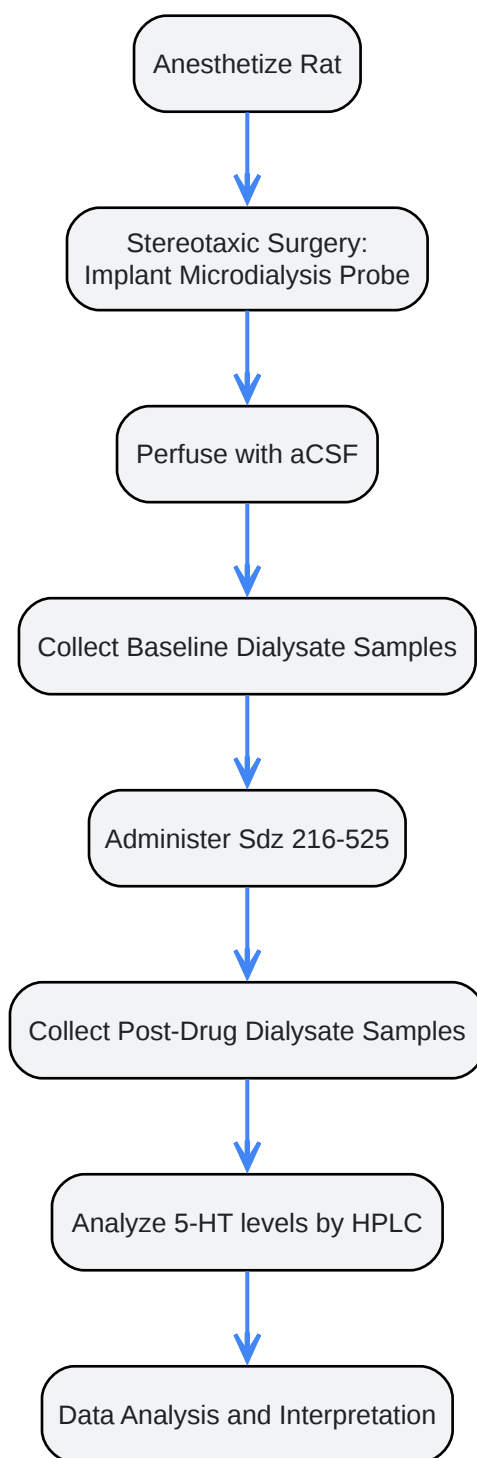 Anesthetize Rat
Stereotaxic Surgery:
Implant Microdialysis Probe
Perfuse with aCSF
Collect Baseline Dialysate Samples
Administer Sdz 216-525
Collect Post-Drug Dialysate Samples
Analyze 5-HT levels by HPLC
Data Analysis and Interpretation